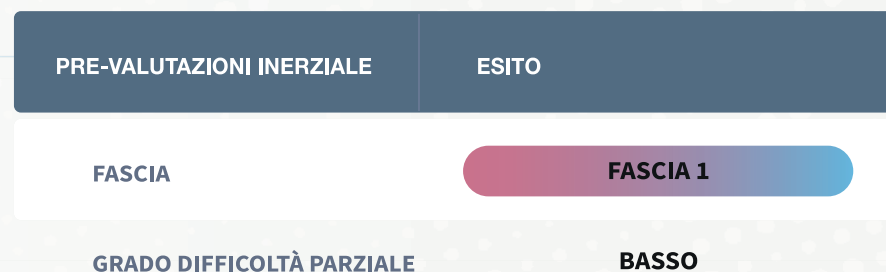 PRE-VALUTAZIONI INERZIALE ESITO
FASCIA FASCIA 1
GRADO DIFFICOLTÀ PARZIALE BASSO